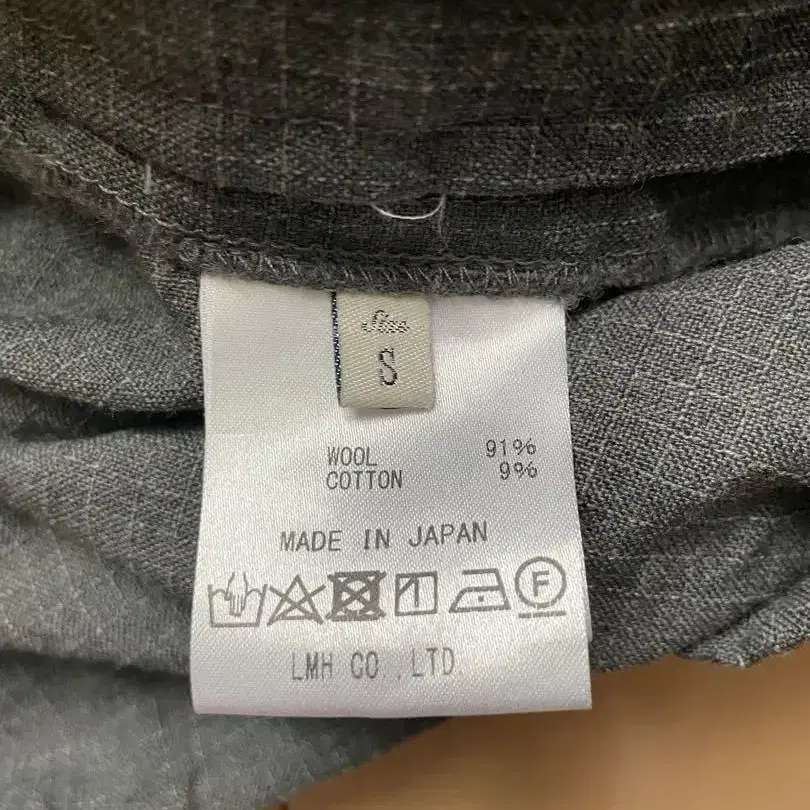 Size
S
WOOL 91%
COTTON 9%
MADE IN JAPAN
F
LMH CO.,LTD.